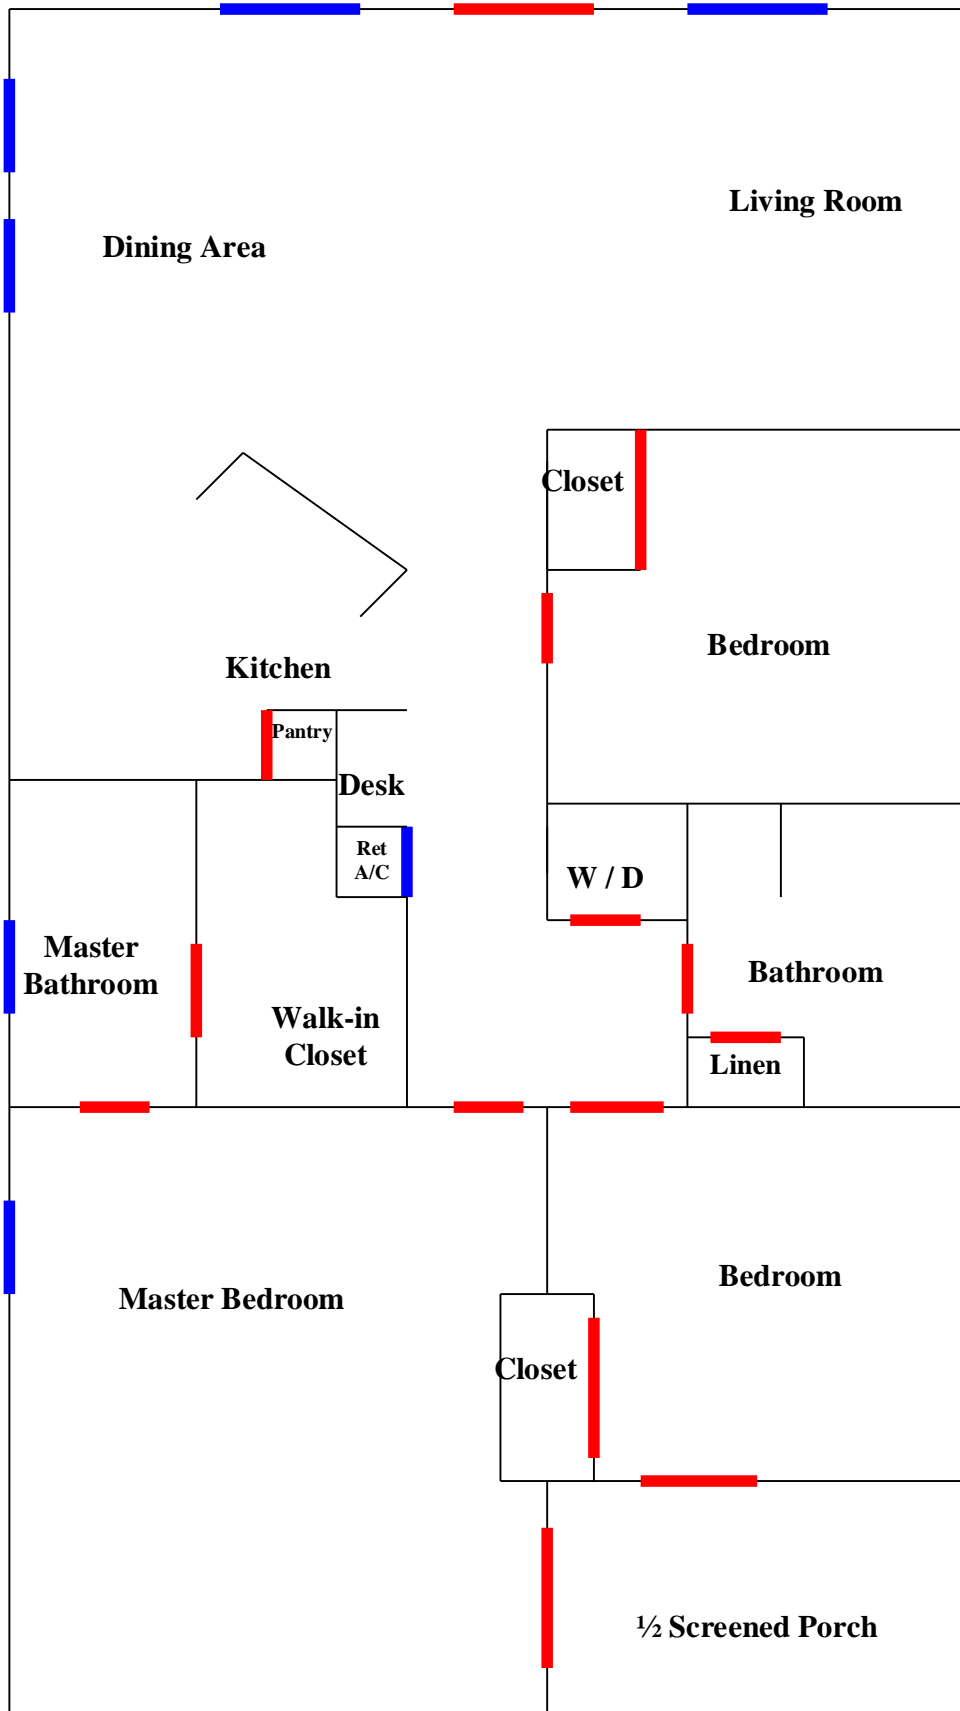 Living Room
Dining Area
Closet
Bedroom
Kitchen
Pantry
Desk
Ret
A/C
W / D
Master
Bathroom
Bathroom
Walk-in
Closet
Linen
Bedroom
Master Bedroom
Closet
½ Screened Porch